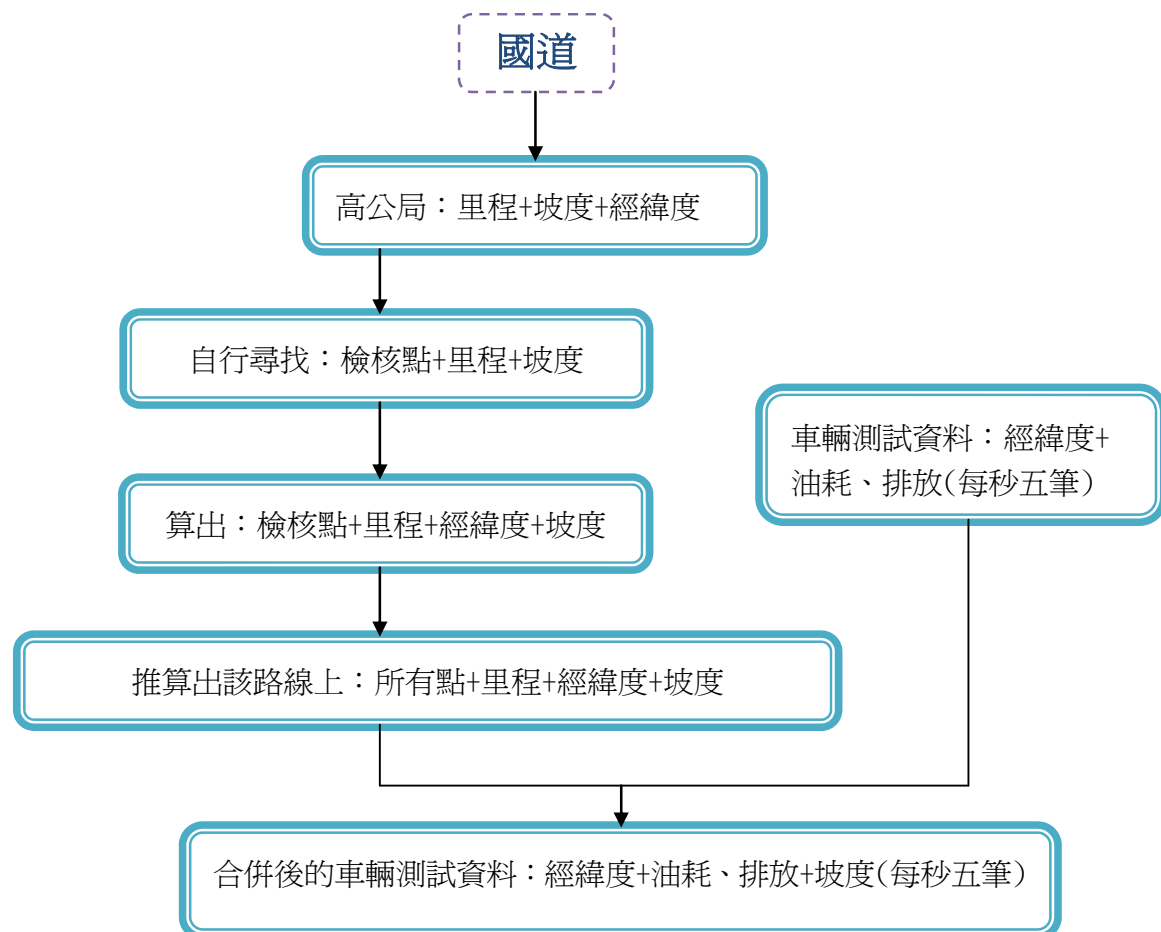 國道
高公局：里程+坡度+經緯度
自行尋找：檢核點+里程+坡度
車輛測試資料：經緯度+
油耗、排放(每秒五筆)
算出：檢核點+里程+經緯度+坡度
推算出該路線上：所有點+里程+經緯度+坡度
合併後的車輛測試資料：經緯度+油耗、排放+坡度(每秒五筆)